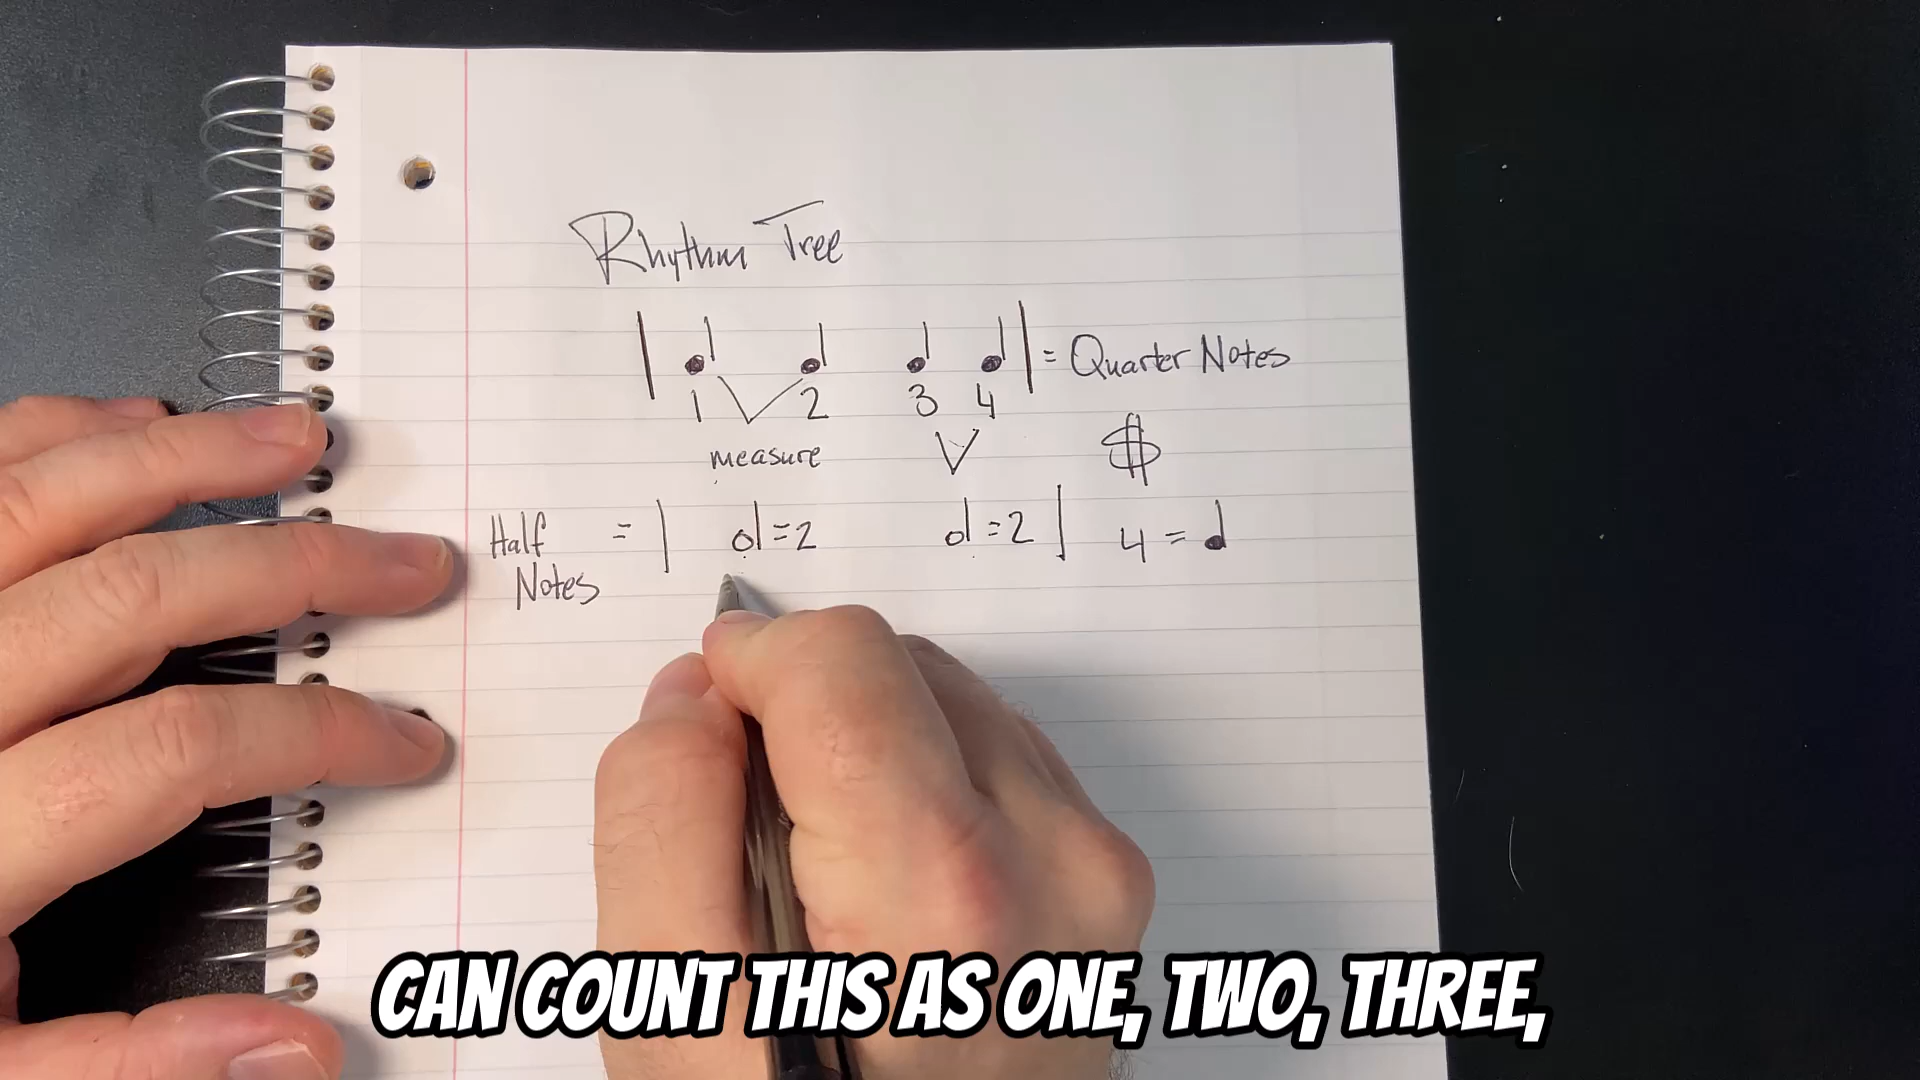 Rhythm Tree
| 𝅘𝅥 𝅘𝅥 𝅘𝅥 𝅘𝅥 | = Quarter Notes
1 2 3 4
measure $
Half = | 𝅗𝅥 = 2 𝅗𝅥 = 2 | 4 = 𝅘𝅥
Notes
CAN COUNT THIS AS ONE, TWO, THREE,